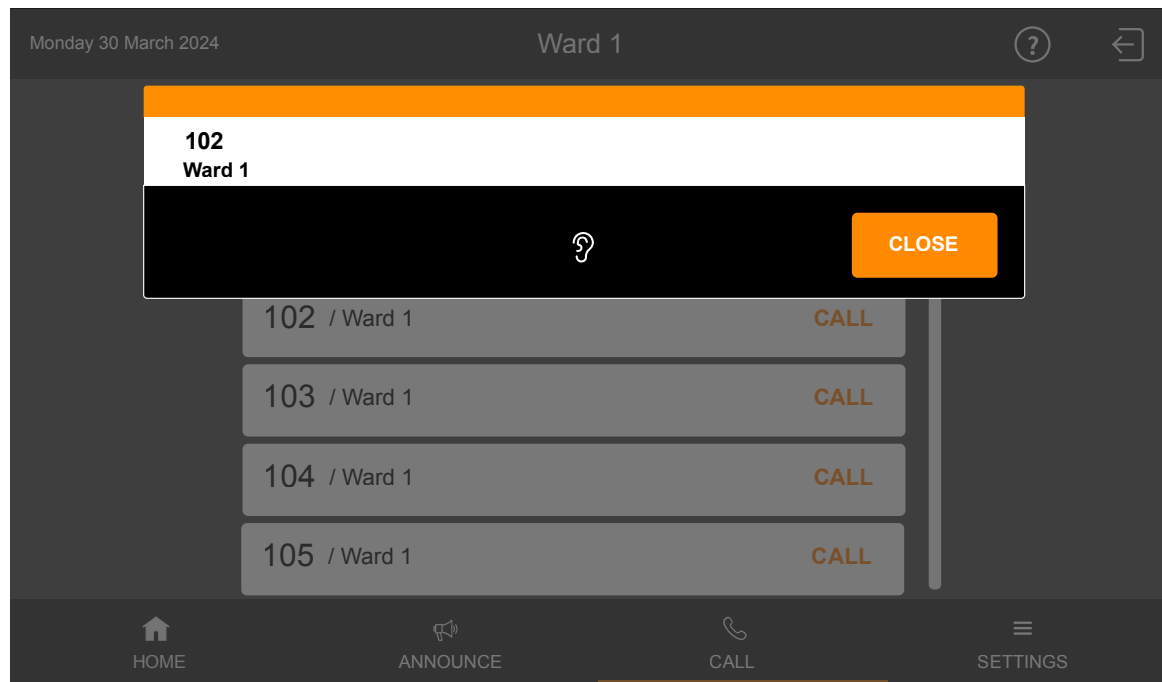 Monday 30 March 2024
Ward 1
?
102
Ward 1
CLOSE
102 / Ward 1 CALL
103 / Ward 1 CALL
104 / Ward 1 CALL
105 / Ward 1 CALL
HOME ANNOUNCE CALL SETTINGS